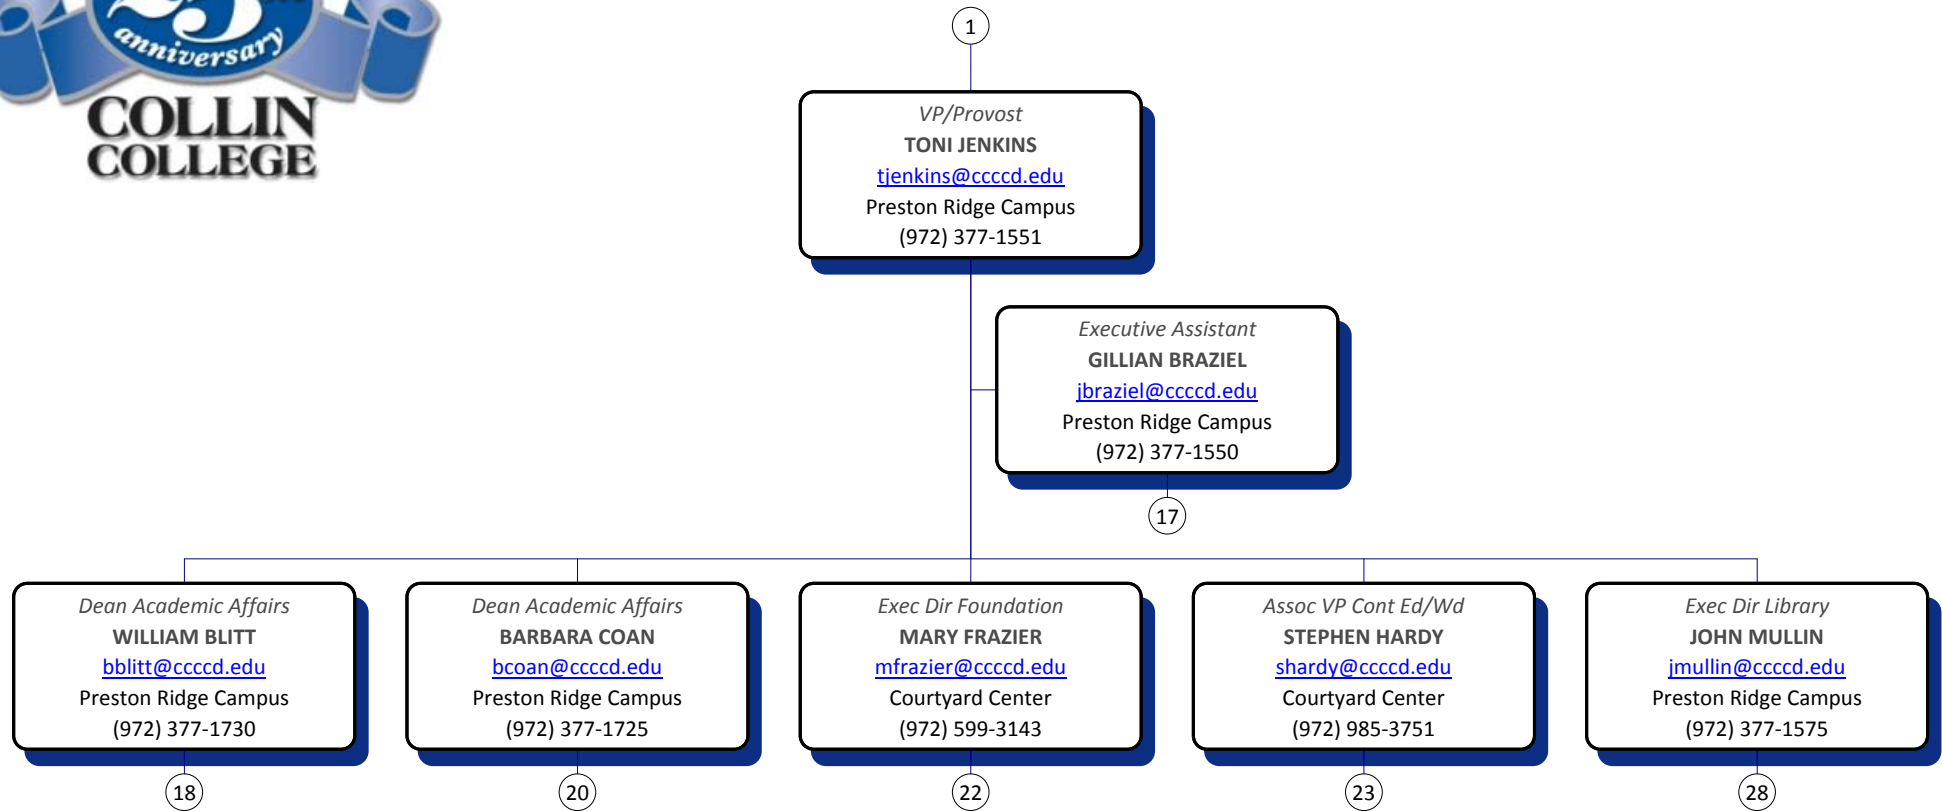 anniversary
COLLIN
COLLEGE
1
VP/Provost
TONI JENKINS
tjenkins@ccccd.edu
Preston Ridge Campus
(972) 377-1551
Executive Assistant
GILLIAN BRAZIEL
jbraziel@ccccd.edu
Preston Ridge Campus
(972) 377-1550
17
Dean Academic Affairs
WILLIAM BLITT
bblitt@ccccd.edu
Preston Ridge Campus
(972) 377-1730
18
Dean Academic Affairs
BARBARA COAN
bcoan@ccccd.edu
Preston Ridge Campus
(972) 377-1725
20
Exec Dir Foundation
MARY FRAZIER
mfrazier@ccccd.edu
Courtyard Center
(972) 599-3143
22
Assoc VP Cont Ed/Wd
STEPHEN HARDY
shardy@ccccd.edu
Courtyard Center
(972) 985-3751
23
Exec Dir Library
JOHN MULLIN
jmullin@ccccd.edu
Preston Ridge Campus
(972) 377-1575
28